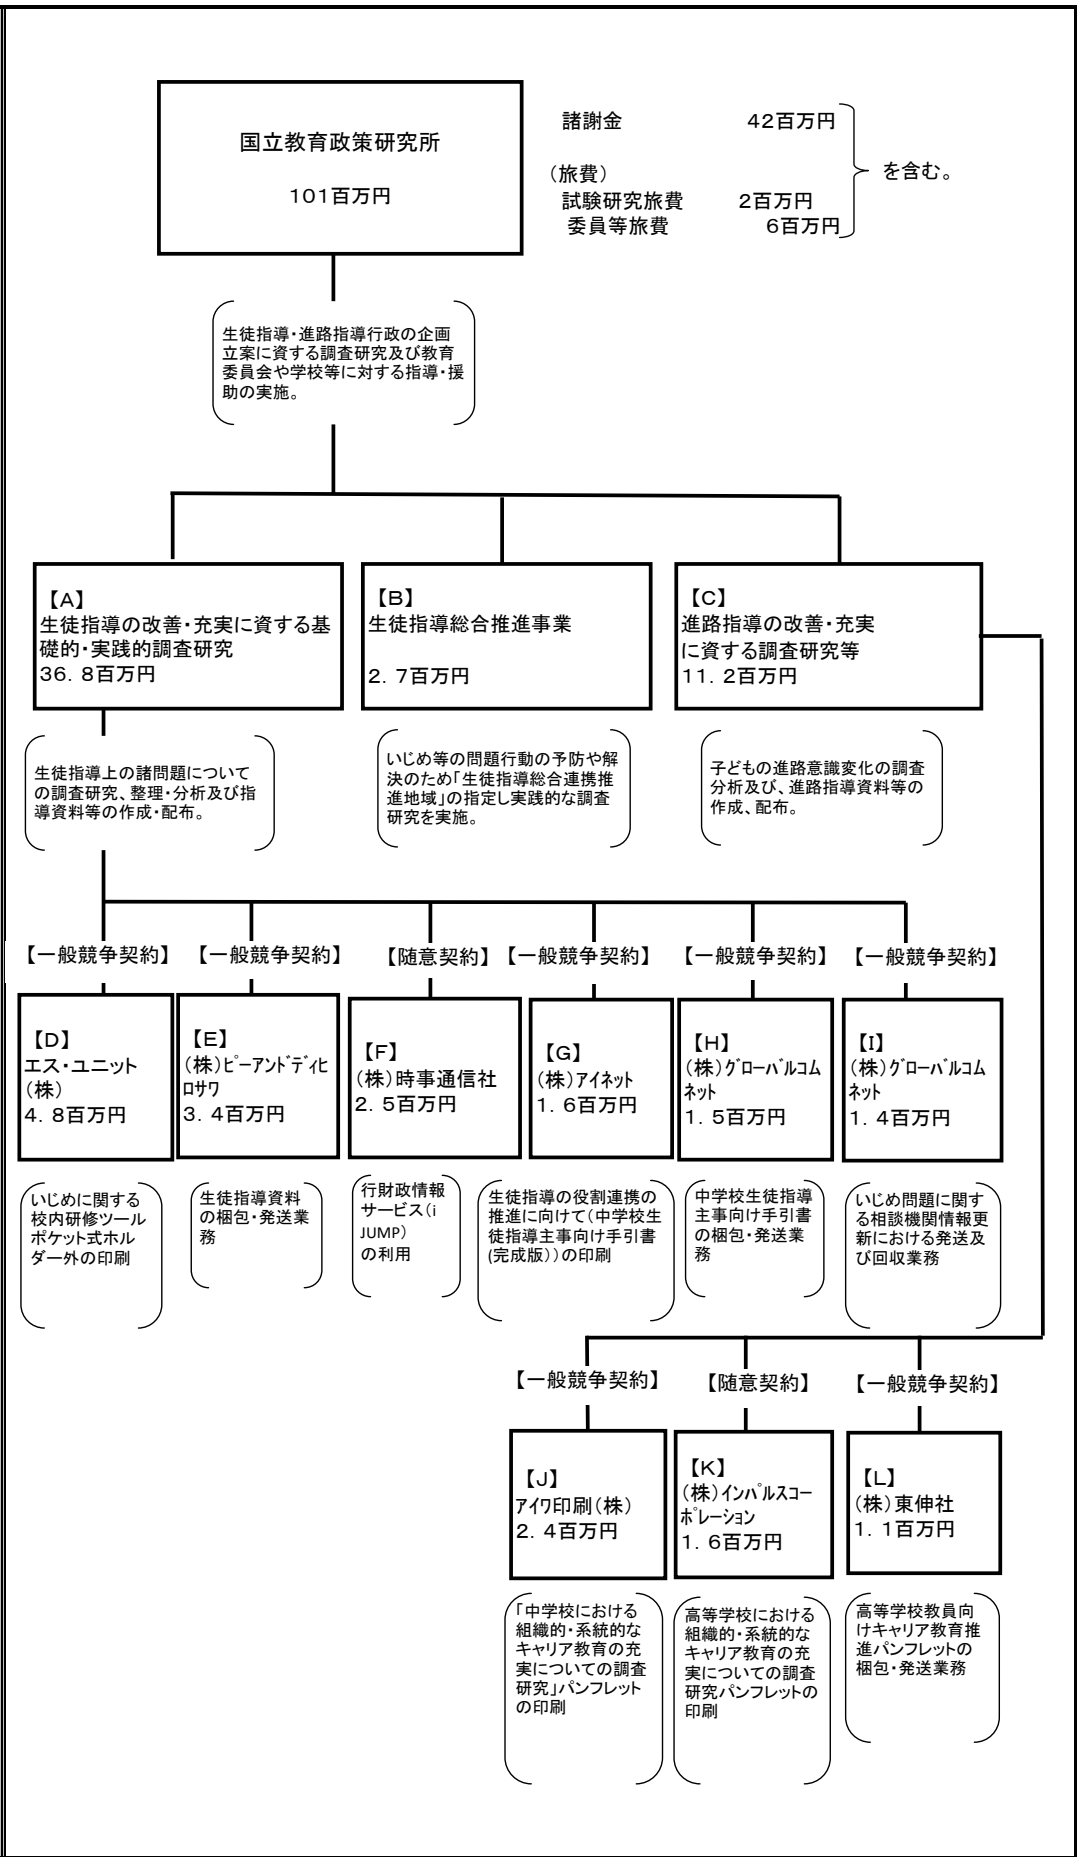 国立教育政策研究所
101百万円
諸謝金 42百万円
（旅費）
試験研究旅費 2百万円
委員等旅費 6百万円
を含む。
生徒指導・進路指導行政の企画
立案に資する調査研究及び教育
委員会や学校等に対する指導・援
助の実施。
【A】
生徒指導の改善・充実に資する基
礎的・実践的調査研究
36．8百万円
【B】
生徒指導総合推進事業
2．7百万円
【C】
進路指導の改善・充実
に資する調査研究等
11．2百万円
生徒指導上の諸問題について
の調査研究、整理・分析及び指
導資料等の作成・配布。
いじめ等の問題行動の予防や解
決のため「生徒指導総合連携推
進地域」の指定し実践的な調査
研究を実施。
子どもの進路意識変化の調査
分析及び、進路指導資料等の
作成、配布。
【一般競争契約】
【一般競争契約】
【随意契約】
【一般競争契約】
【一般競争契約】
【一般競争契約】
【D】
エス・ユニット
（株）
4．8百万円
【E】
（株）ﾋﾟｰｱﾝﾄﾞﾃﾞｨﾋ
ﾛｻﾜ
3．4百万円
【F】
（株）時事通信社
2．5百万円
【G】
（株）ｱｲﾈｯﾄ
1．6百万円
【H】
（株）ｸﾞﾛｰﾊﾞﾙｺﾑ
ﾈｯﾄ
1．5百万円
【I】
（株）ｸﾞﾛｰﾊﾞﾙｺﾑ
ﾈｯﾄ
1．4百万円
いじめに関する
校内研修ツール
ポケット式ホル
ダー外の印刷
生徒指導資料
の梱包・発送業
務
行財政情報
サービス（i
JUMP）
の利用
生徒指導の役割連携の
推進に向けて（中学校生
徒指導主事向け手引書
(完成版））の印刷
中学校生徒指導
主事向け手引書
の梱包・発送業
務
いじめ問題に関す
る相談機関情報更
新における発送及
び回収業務
【一般競争契約】
【随意契約】
【一般競争契約】
【J】
ｱｲﾜ印刷（株）
2．4百万円
【K】
（株）ｲﾝﾊﾟﾙｽｺｰ
ﾎﾟﾚｰｼｮﾝ
1．6百万円
【L】
（株）東伸社
1．1百万円
「中学校における
組織的・系統的な
キャリア教育の充
実についての調査
研究」パンフレット
の印刷
高等学校における
組織的・系統的な
キャリア教育の充
実についての調査
研究パンフレットの
印刷
高等学校教員向
けキャリア教育推
進パンフレットの
梱包・発送業務